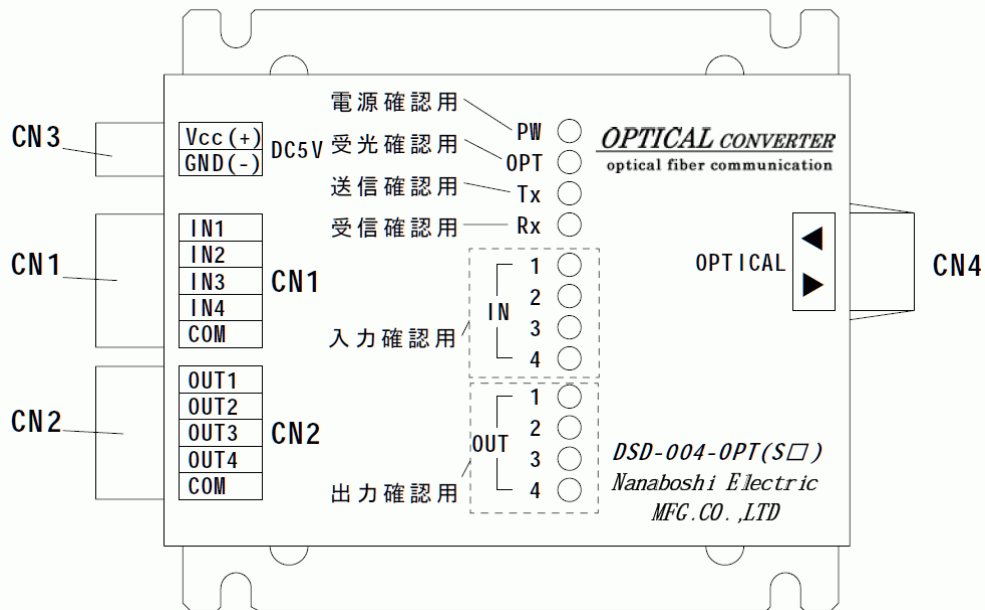 CN3
Vcc(+)
GND(-)
DC5V
電源確認用
PW
受光確認用
OPT
送信確認用
Tx
受信確認用
Rx
OPTICAL CONVERTER
optical fiber communication
CN1
IN1
IN2
IN3
IN4
COM
CN1
入力確認用
IN
1
2
3
4
OPTICAL
CN4
CN2
OUT1
OUT2
OUT3
OUT4
COM
CN2
出力確認用
OUT
1
2
3
4
DSD-004-OPT(S□)
Nanaboshi Electric
MFG.CO.,LTD